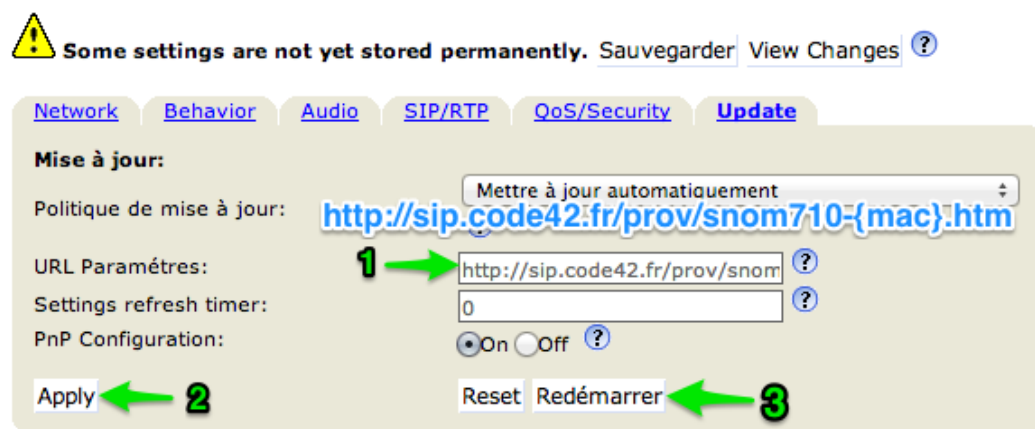 Some settings are not yet stored permanently. Sauvegarder View Changes ?
Network Behavior Audio SIP/RTP QoS/Security Update
Mise à jour:
Politique de mise à jour: Mettre à jour automatiquement
http://sip.code42.fr/prov/snom710-{mac}.htm
URL Paramétres: 1 http://sip.code42.fr/prov/snom ?
Settings refresh timer: 0 ?
PnP Configuration: On Off ?
Apply 2 Reset Redémarrer 3